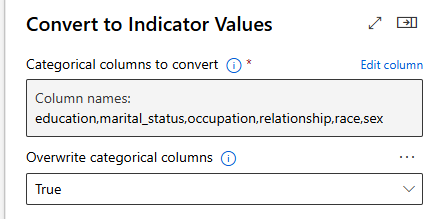 Convert to Indicator Values
Categorical columns to convert * Edit column
Column names:
education,marital_status,occupation,relationship,race,sex
Overwrite categorical columns ...
True